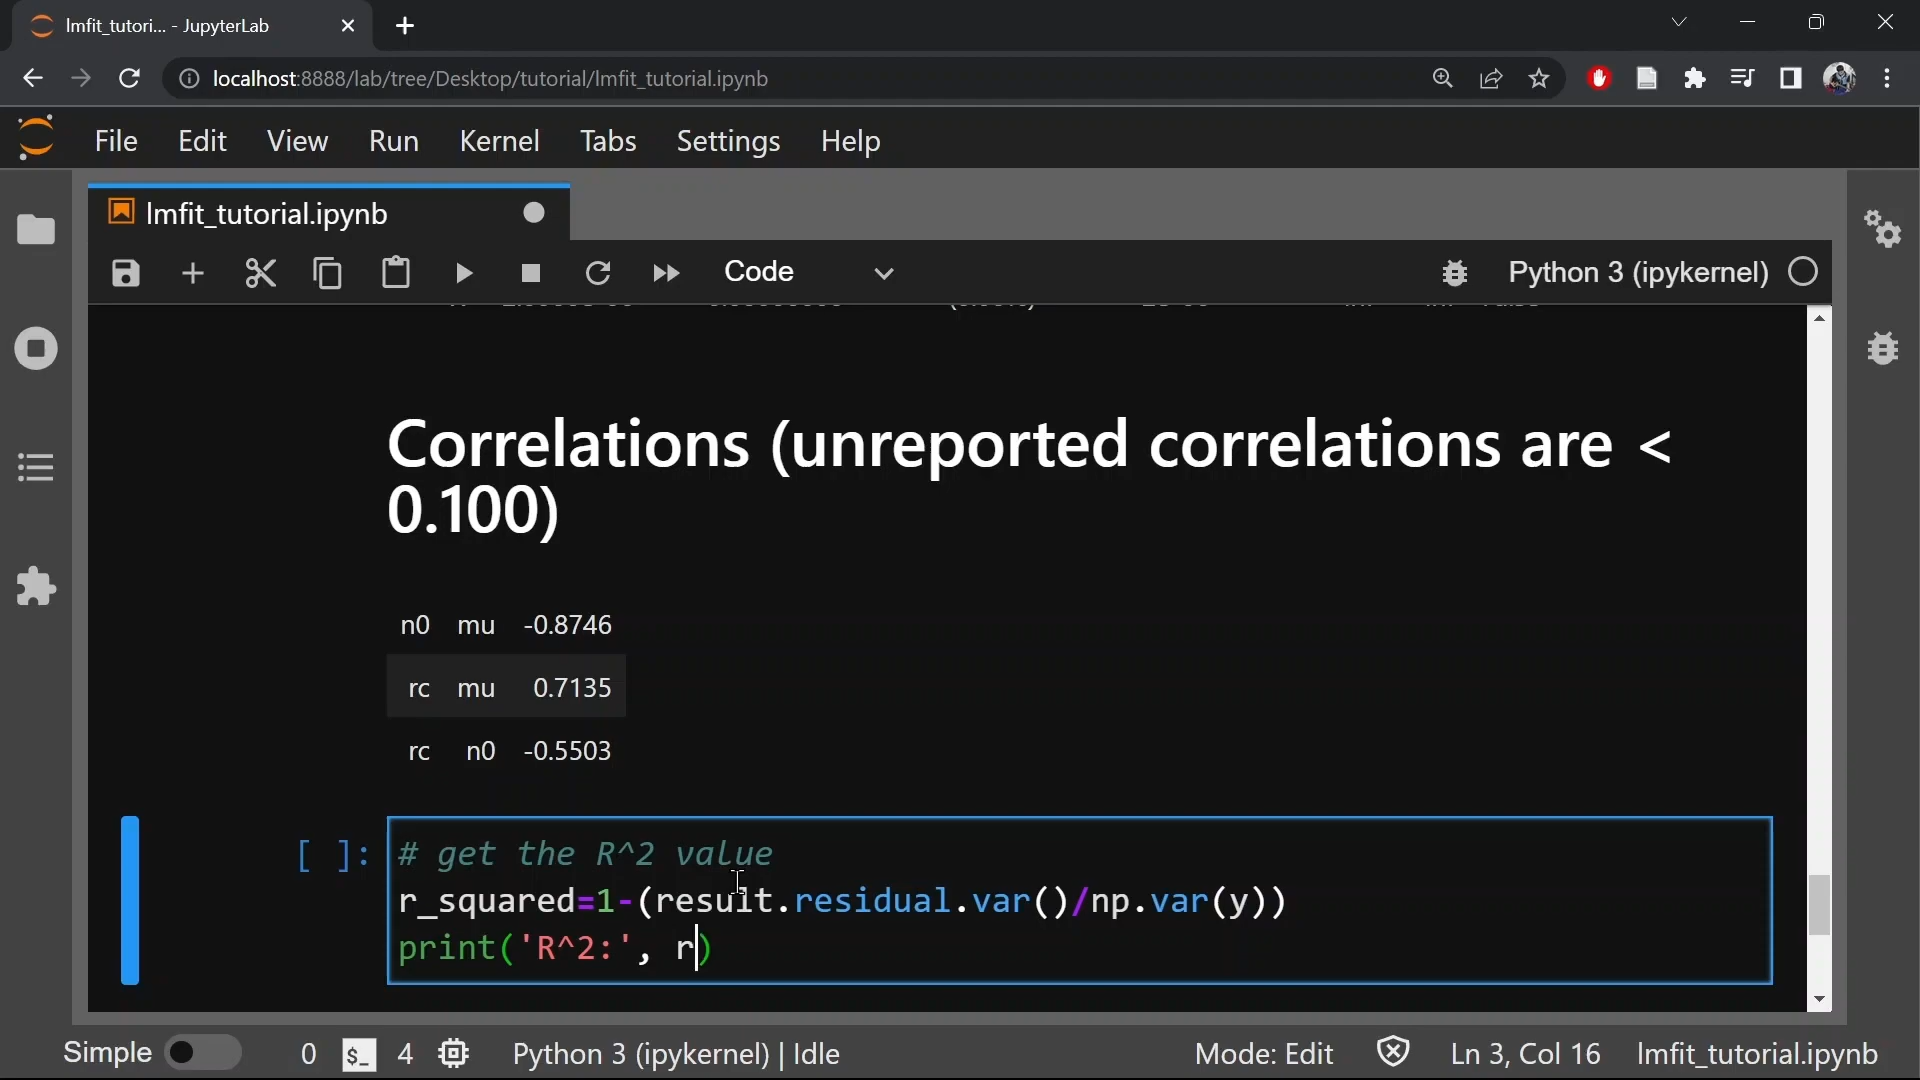 lmfit_tutori... - JupyterLab
localhost:8888/lab/tree/Desktop/tutorial/lmfit_tutorial.ipynb
File Edit View Run Kernel Tabs Settings Help
lmfit_tutorial.ipynb
Code
Python 3 (ipykernel)
Correlations (unreported correlations are <
0.100)
n0 mu -0.8746
rc mu 0.7135
rc n0 -0.5503
[ ]:
# get the R^2 value
r_squared=1-(result.residual.var()/np.var(y))
print('R^2:', r)
Simple 0 $_ 4 Python 3 (ipykernel) | Idle Mode: Edit Ln 3, Col 16 lmfit_tutorial.ipynb